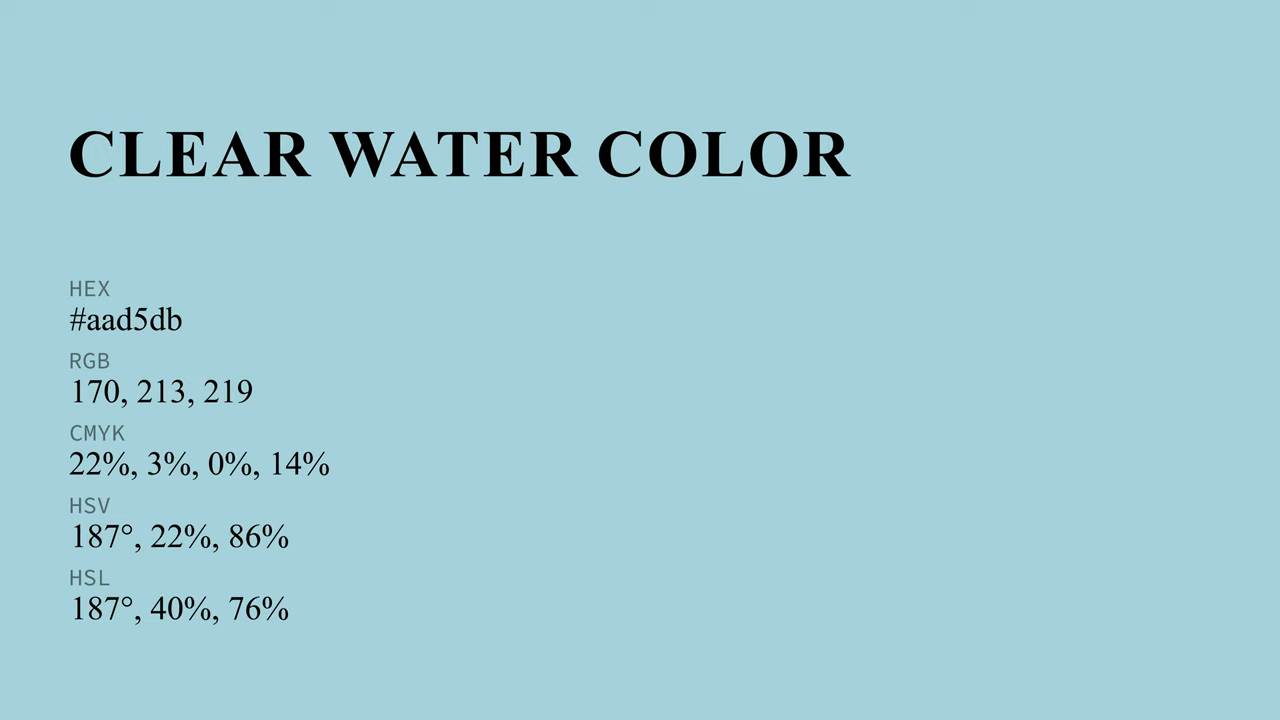 CLEAR WATER COLOR
HEX
#aad5db
RGB
170, 213, 219
CMYK
22%, 3%, 0%, 14%
HSV
187°, 22%, 86%
HSL
187°, 40%, 76%